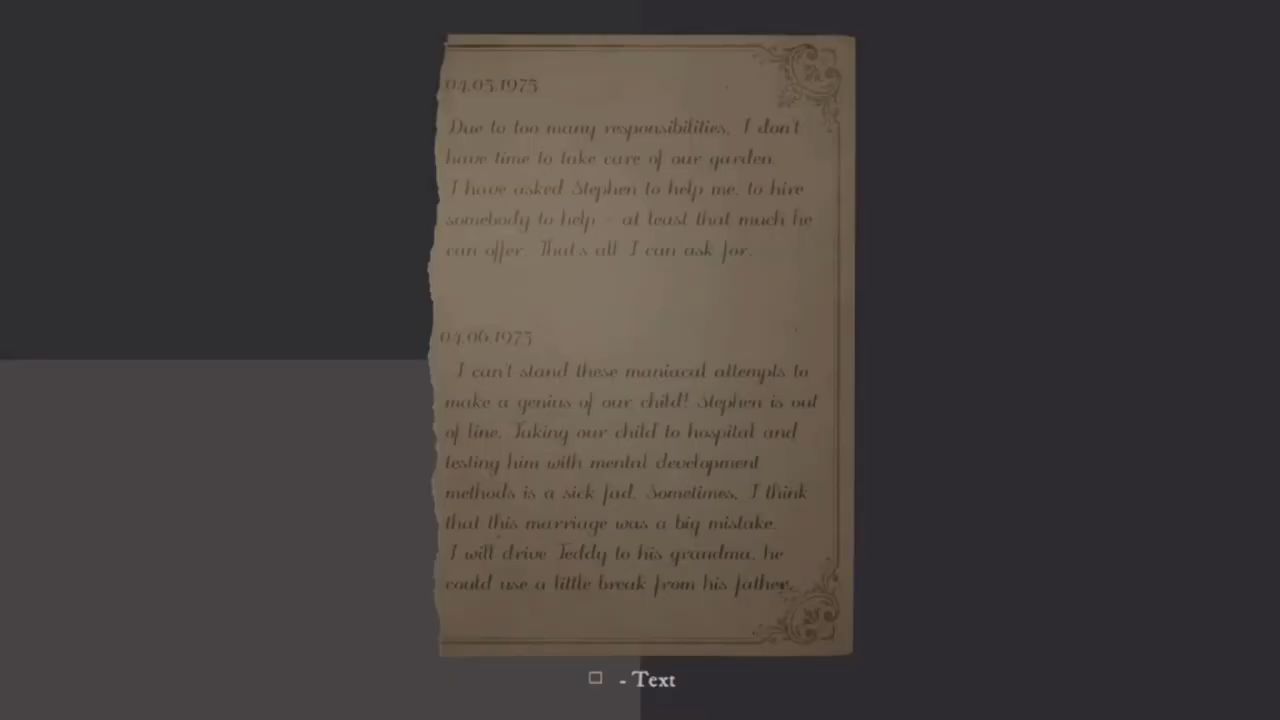 04.05.1975
Due to too many responsibilities, I don't
have time to take care of our garden.
I have asked Stephen to help me, to hire
somebody to help - at least that much he
can offer. That's all I can ask for.
04.06.1975
I can't stand these maniacal attempts to
make a genius of our child! Stephen is out
of line. Taking our child to hospital and
testing him with mental development
methods is a sick fad. Sometimes, I think
that this marriage was a big mistake.
I will drive Teddy to his grandma, he
could use a little break from his father.
□ - Text